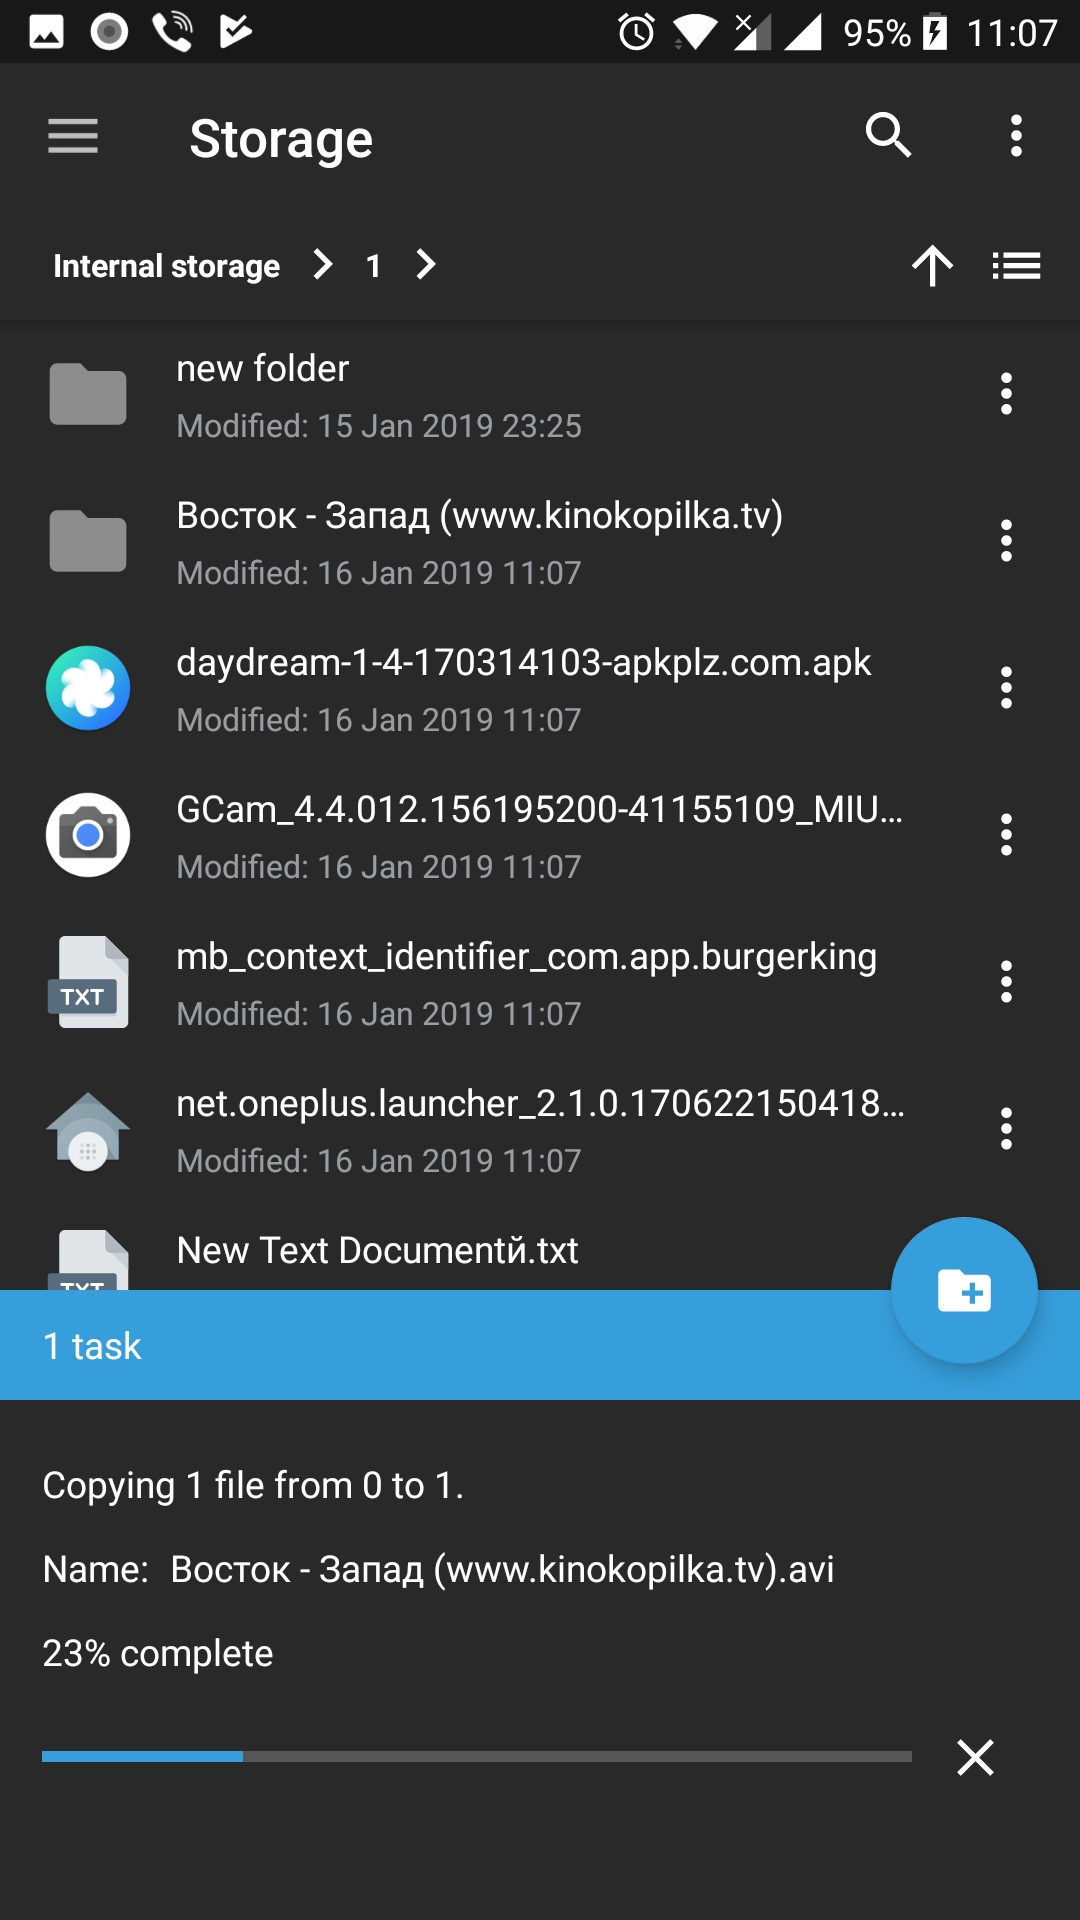 95% 11:07
Storage
Internal storage 1
new folder
Modified: 15 Jan 2019 23:25
Восток - Запад (www.kinokopilka.tv)
Modified: 16 Jan 2019 11:07
daydream-1-4-170314103-apkplz.com.apk
Modified: 16 Jan 2019 11:07
GCam_4.4.012.156195200-41155109_MIU...
Modified: 16 Jan 2019 11:07
TXT
mb_context_identifier_com.app.burgerking
Modified: 16 Jan 2019 11:07
net.oneplus.launcher_2.1.0.170622150418...
Modified: 16 Jan 2019 11:07
TXT
New Text Documentй.txt
1 task
Copying 1 file from 0 to 1.
Name: Восток - Запад (www.kinokopilka.tv).avi
23% complete